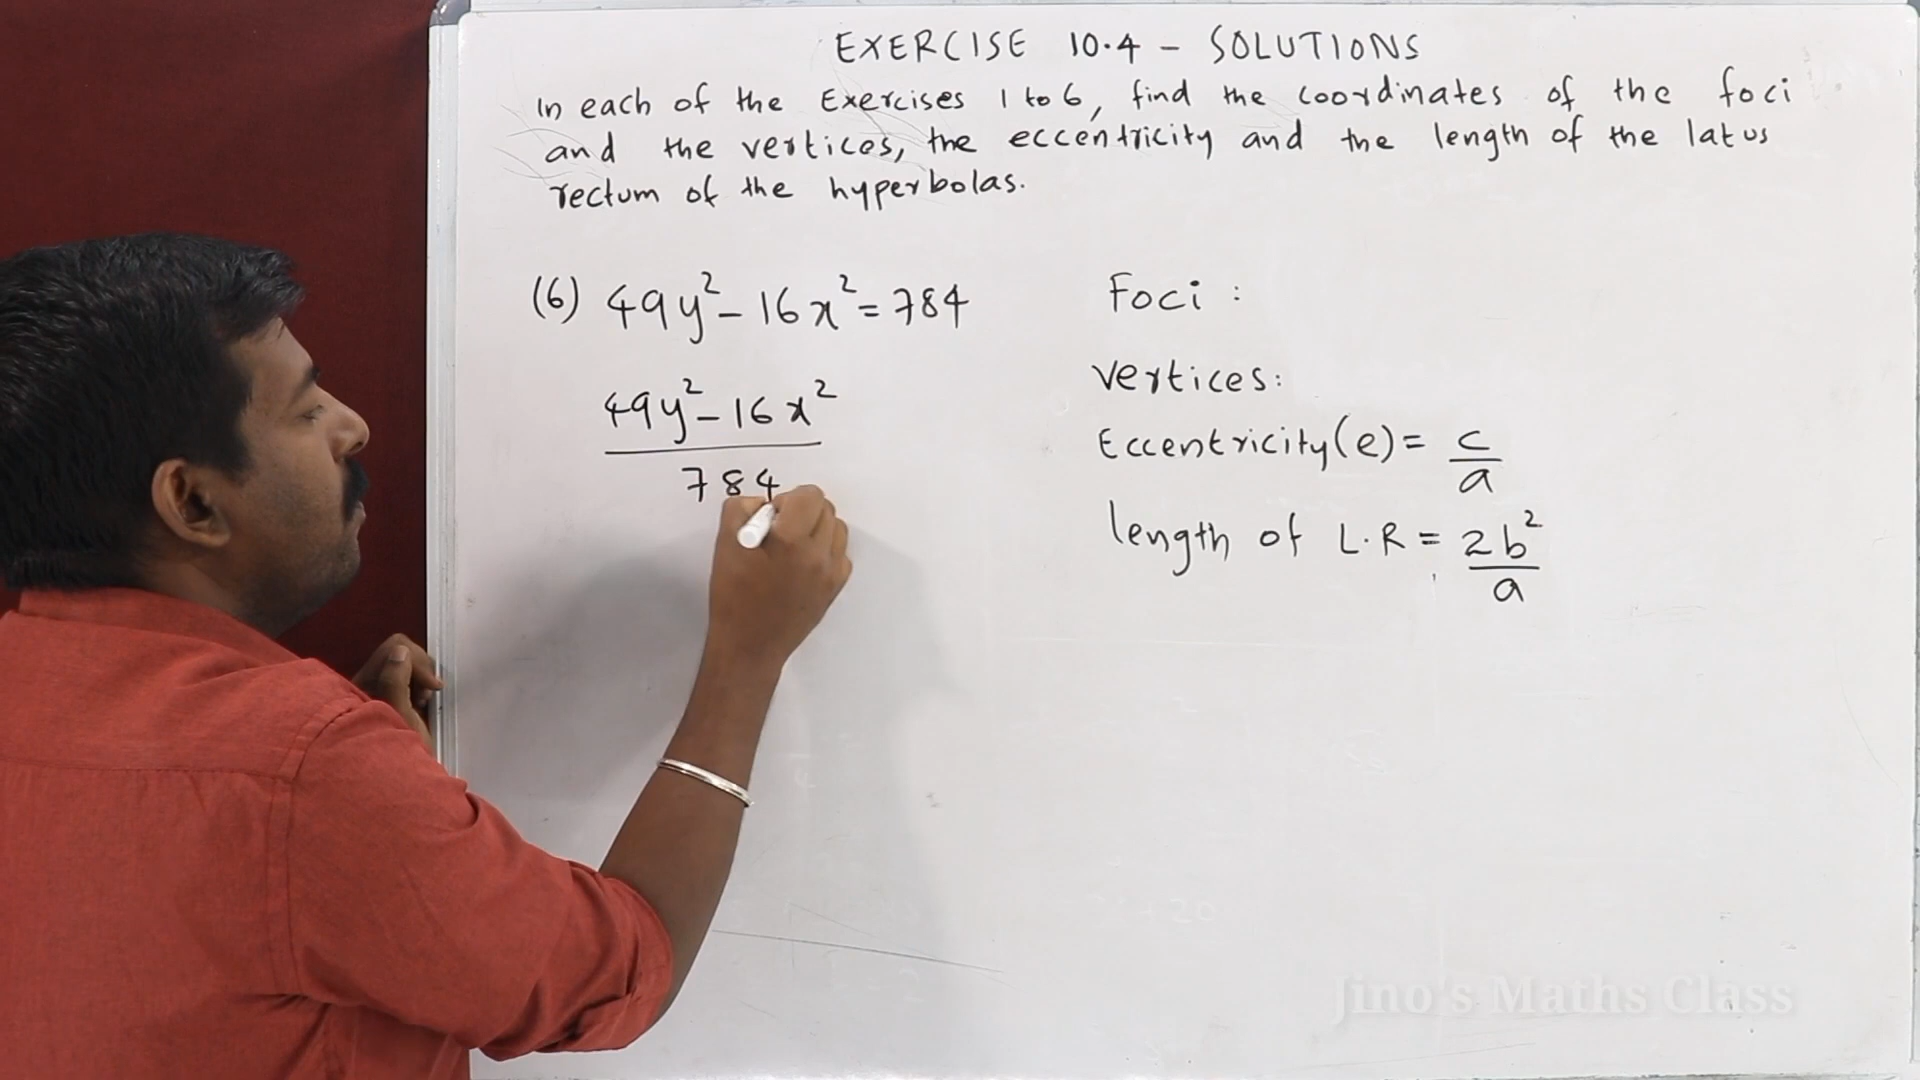 EXERCISE 10.4 - SOLUTIONS
In each of the Exercises 1 to 6, find the coordinates of the foci
and the vertices, the eccentricity and the length of the latus
rectum of the hyperbolas.
(6) 49y² - 16x² = 784
49y² - 16x²
784
Foci :
Vertices:
Eccentricity(e) = c/a
length of L.R = 2b²/a
Jino's Maths Class